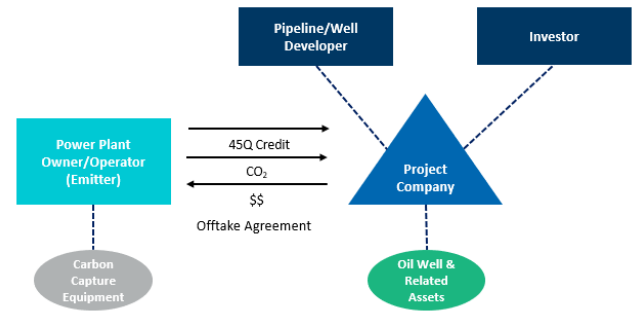 Pipeline/Well
Developer
Investor
Power Plant
Owner/Operator
(Emitter)
45Q Credit
CO₂
$$
Offtake Agreement
Project
Company
Carbon
Capture
Equipment
Oil Well &
Related
Assets